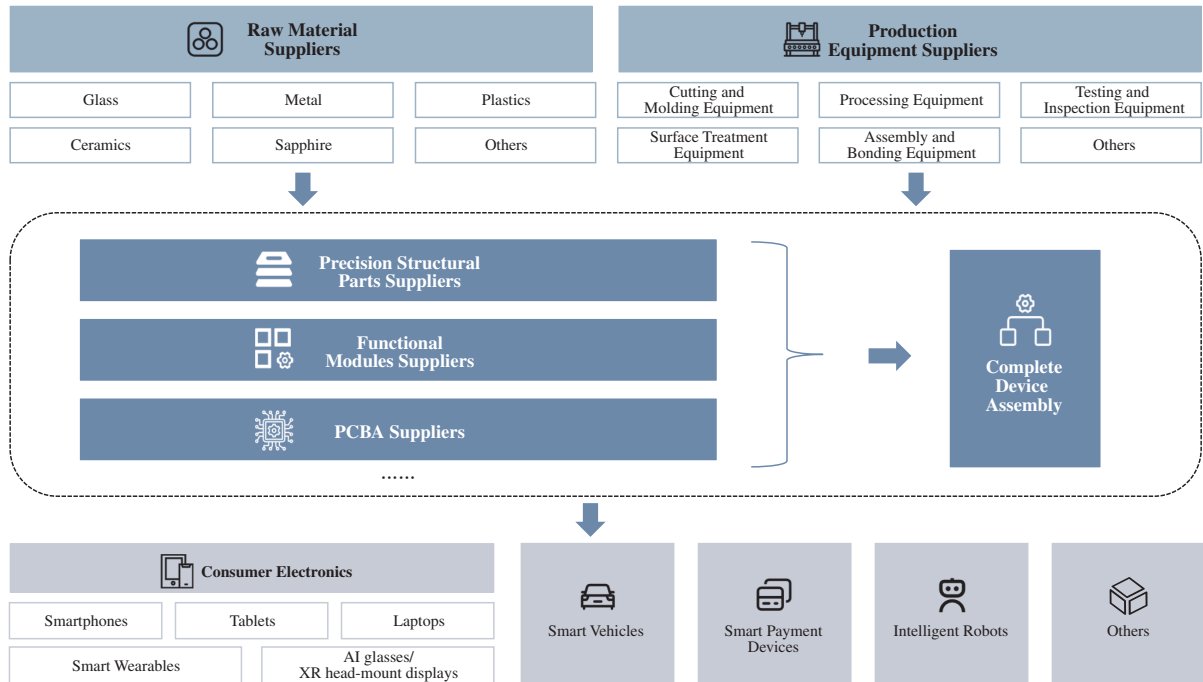 Raw Material
Suppliers
Production
Equipment Suppliers
Glass
Metal
Plastics
Cutting and
Molding Equipment
Processing Equipment
Testing and
Inspection Equipment
Ceramics
Sapphire
Others
Surface Treatment
Equipment
Assembly and
Bonding Equipment
Others
Precision Structural
Parts Suppliers
Functional
Modules Suppliers
PCBA Suppliers
……
Complete
Device
Assembly
Consumer Electronics
Smartphones
Tablets
Laptops
Smart Wearables
AI glasses/
XR head-mount displays
Smart Vehicles
Smart Payment
Devices
Intelligent Robots
Others